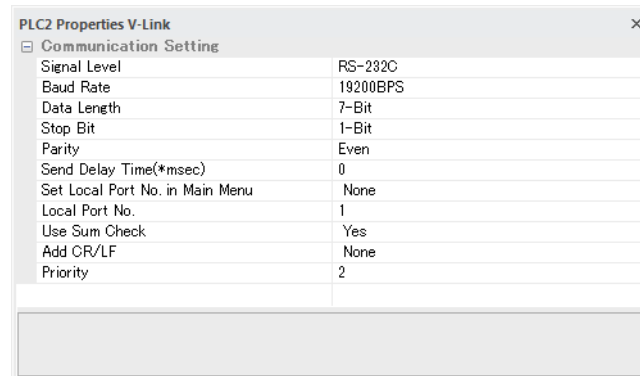 PLC2 Properties V-Link
Communication Setting
Signal Level RS-232C
Baud Rate 19200BPS
Data Length 7-Bit
Stop Bit 1-Bit
Parity Even
Send Delay Time(*msec) 0
Set Local Port No. in Main Menu None
Local Port No. 1
Use Sum Check Yes
Add CR/LF None
Priority 2